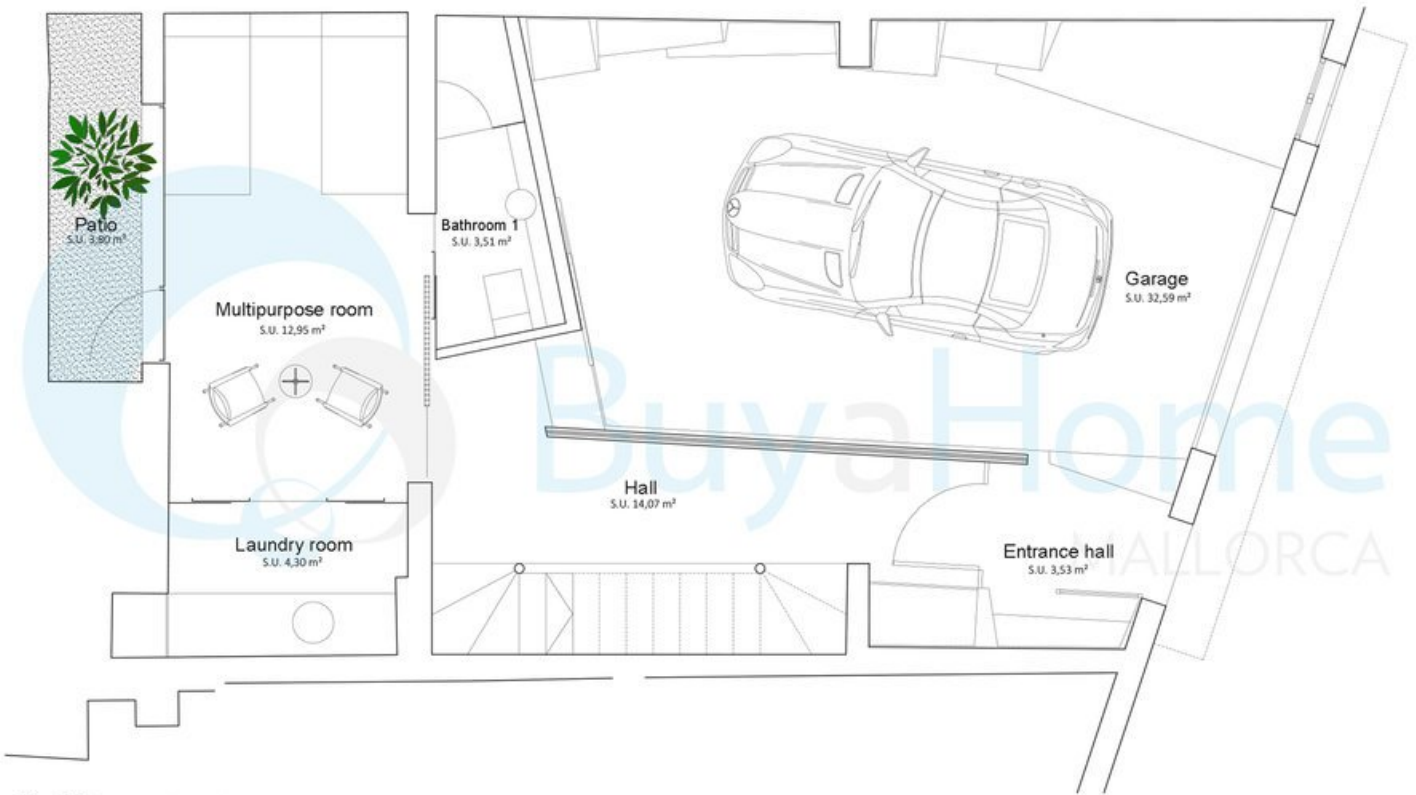 Patio
S.U. 3,80 m²
Multipurpose room
S.U. 12,95 m²
Bathroom 1
S.U. 3,51 m²
Garage
S.U. 32,59 m²
BuyaHome
MALLORCA
Hall
S.U. 14,07 m²
Laundry room
S.U. 4,30 m²
Entrance hall
S.U. 3,53 m²